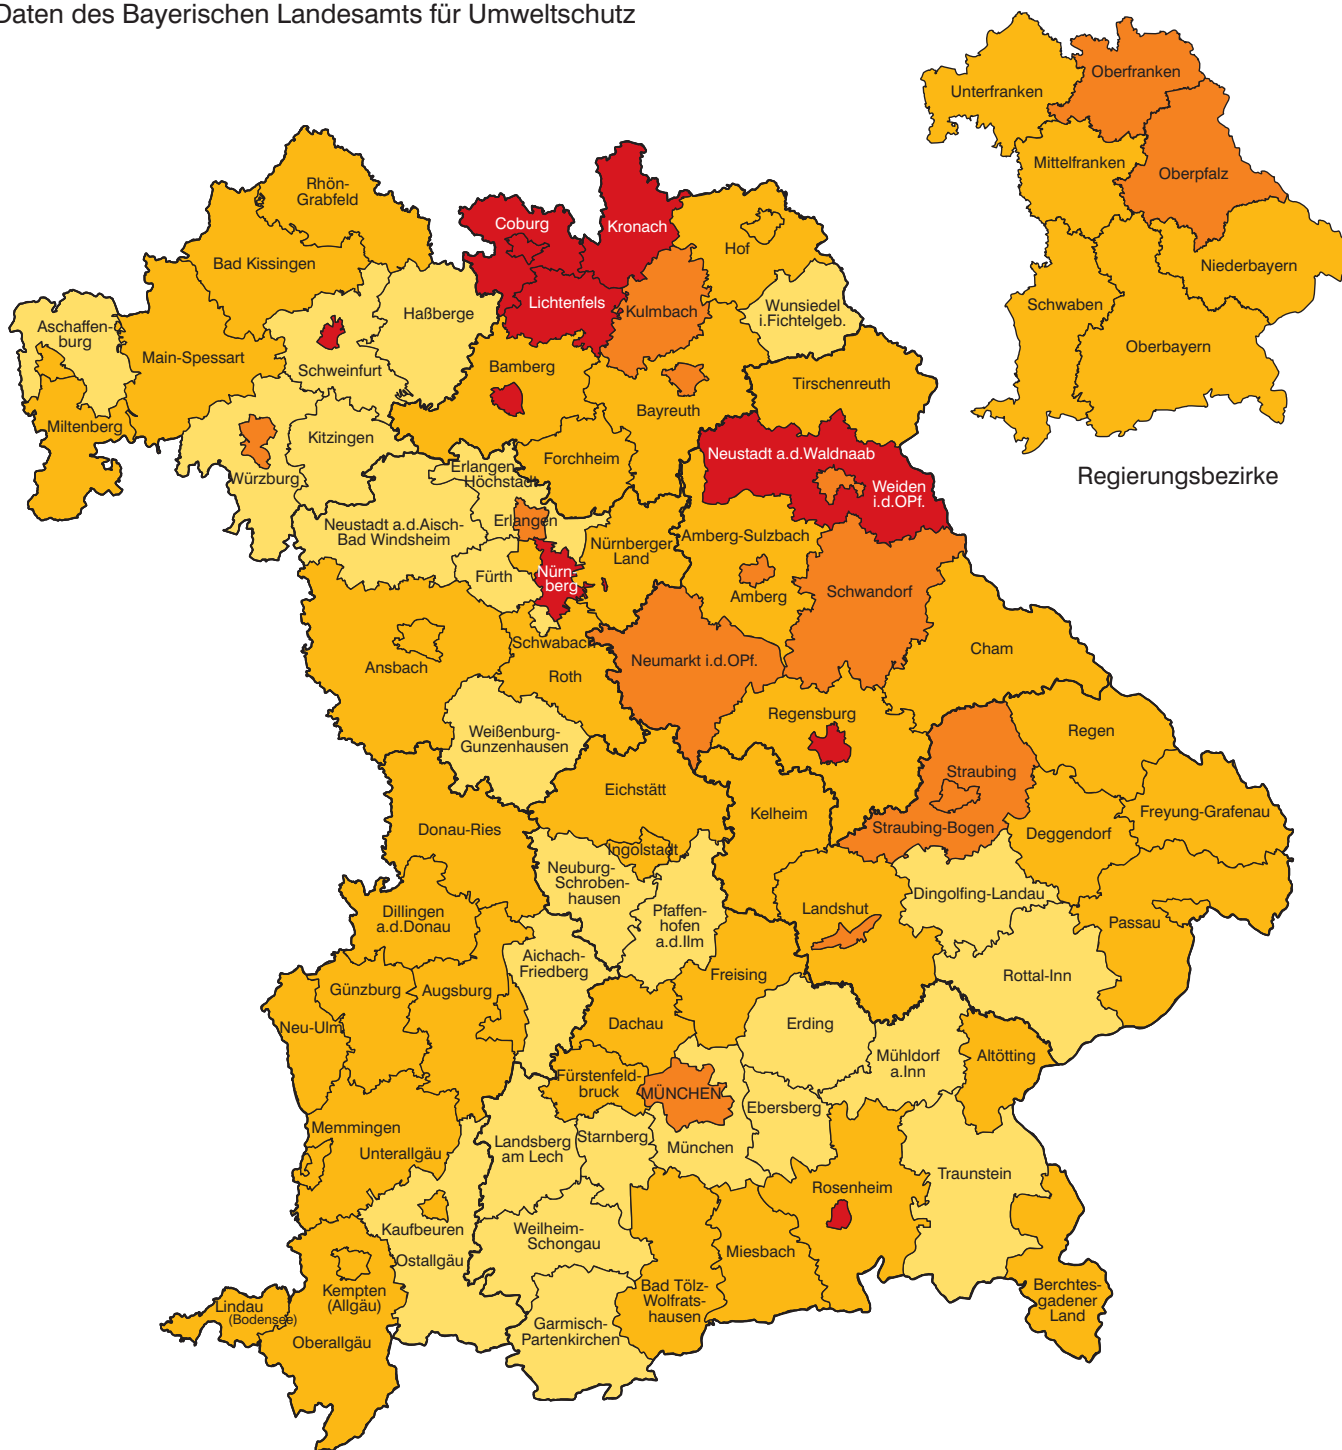 Daten des Bayerischen Landesamts für Umweltschutz
Unterfranken
Oberfranken
Mittelfranken
Oberpfalz
Niederbayern
Schwaben
Oberbayern
Regierungsbezirke
Rhön-
Grabfeld
Bad Kissingen
Coburg
Kronach
Hof
Lichtenfels
Kulmbach
Wunsiedel
i.Fichtelgeb.
Haßberge
Aschaffen-
burg
Main-Spessart
Schweinfurt
Bamberg
Tirschenreuth
Bayreuth
Miltenberg
Kitzingen
Würzburg
Erlangen-
Höchstadt
Forchheim
Neustadt a.d.Waldnaab
Weiden
i.d.OPf.
Neustadt a.d.Aisch-
Bad Windsheim
Erlangen
Nürnberger
Land
Amberg-Sulzbach
Fürth
Nürn-
berg
Amberg
Schwandorf
Schwabach
Ansbach
Roth
Neumarkt i.d.OPf.
Cham
Regensburg
Weißenburg-
Gunzenhausen
Regen
Straubing
Eichstätt
Kelheim
Freyung-Grafenau
Donau-Ries
Straubing-Bogen
Deggendorf
Ingolstadt
Neuburg-
Schroben-
hausen
Dingolfing-Landau
Dillingen
a.d.Donau
Pfaffen-
hofen
a.d.Ilm
Landshut
Passau
Aichach-
Friedberg
Freising
Rottal-Inn
Günzburg
Augsburg
Neu-Ulm
Dachau
Erding
Mühldorf
a.Inn
Altötting
Fürstenfeld-
bruck
MÜNCHEN
Ebersberg
Memmingen
Unterallgäu
Landsberg
am Lech
Starnberg
München
Traunstein
Rosenheim
Kaufbeuren
Weilheim-
Schongau
Miesbach
Ostallgäu
Kempten
(Allgäu)
Bad Tölz-
Wolfrats-
hausen
Berchtes-
gadener
Land
Lindau
(Bodensee)
Oberallgäu
Garmisch-
Partenkirchen